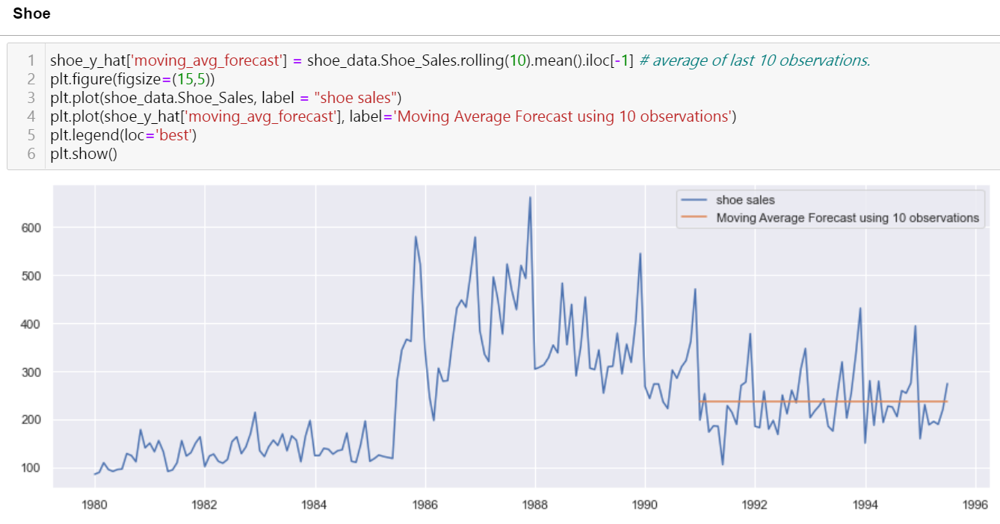 Shoe
1 shoe_y_hat['moving_avg_forecast'] = shoe_data.Shoe_Sales.rolling(10).mean().iloc[-1] # average of last 10 observations.
2 plt.figure(figsize=(15,5))
3 plt.plot(shoe_data.Shoe_Sales, label = "shoe sales")
4 plt.plot(shoe_y_hat['moving_avg_forecast'], label='Moving Average Forecast using 10 observations')
5 plt.legend(loc='best')
6 plt.show()
shoe sales
Moving Average Forecast using 10 observations
600
500
400
300
200
100
1980 1982 1984 1986 1988 1990 1992 1994 1996